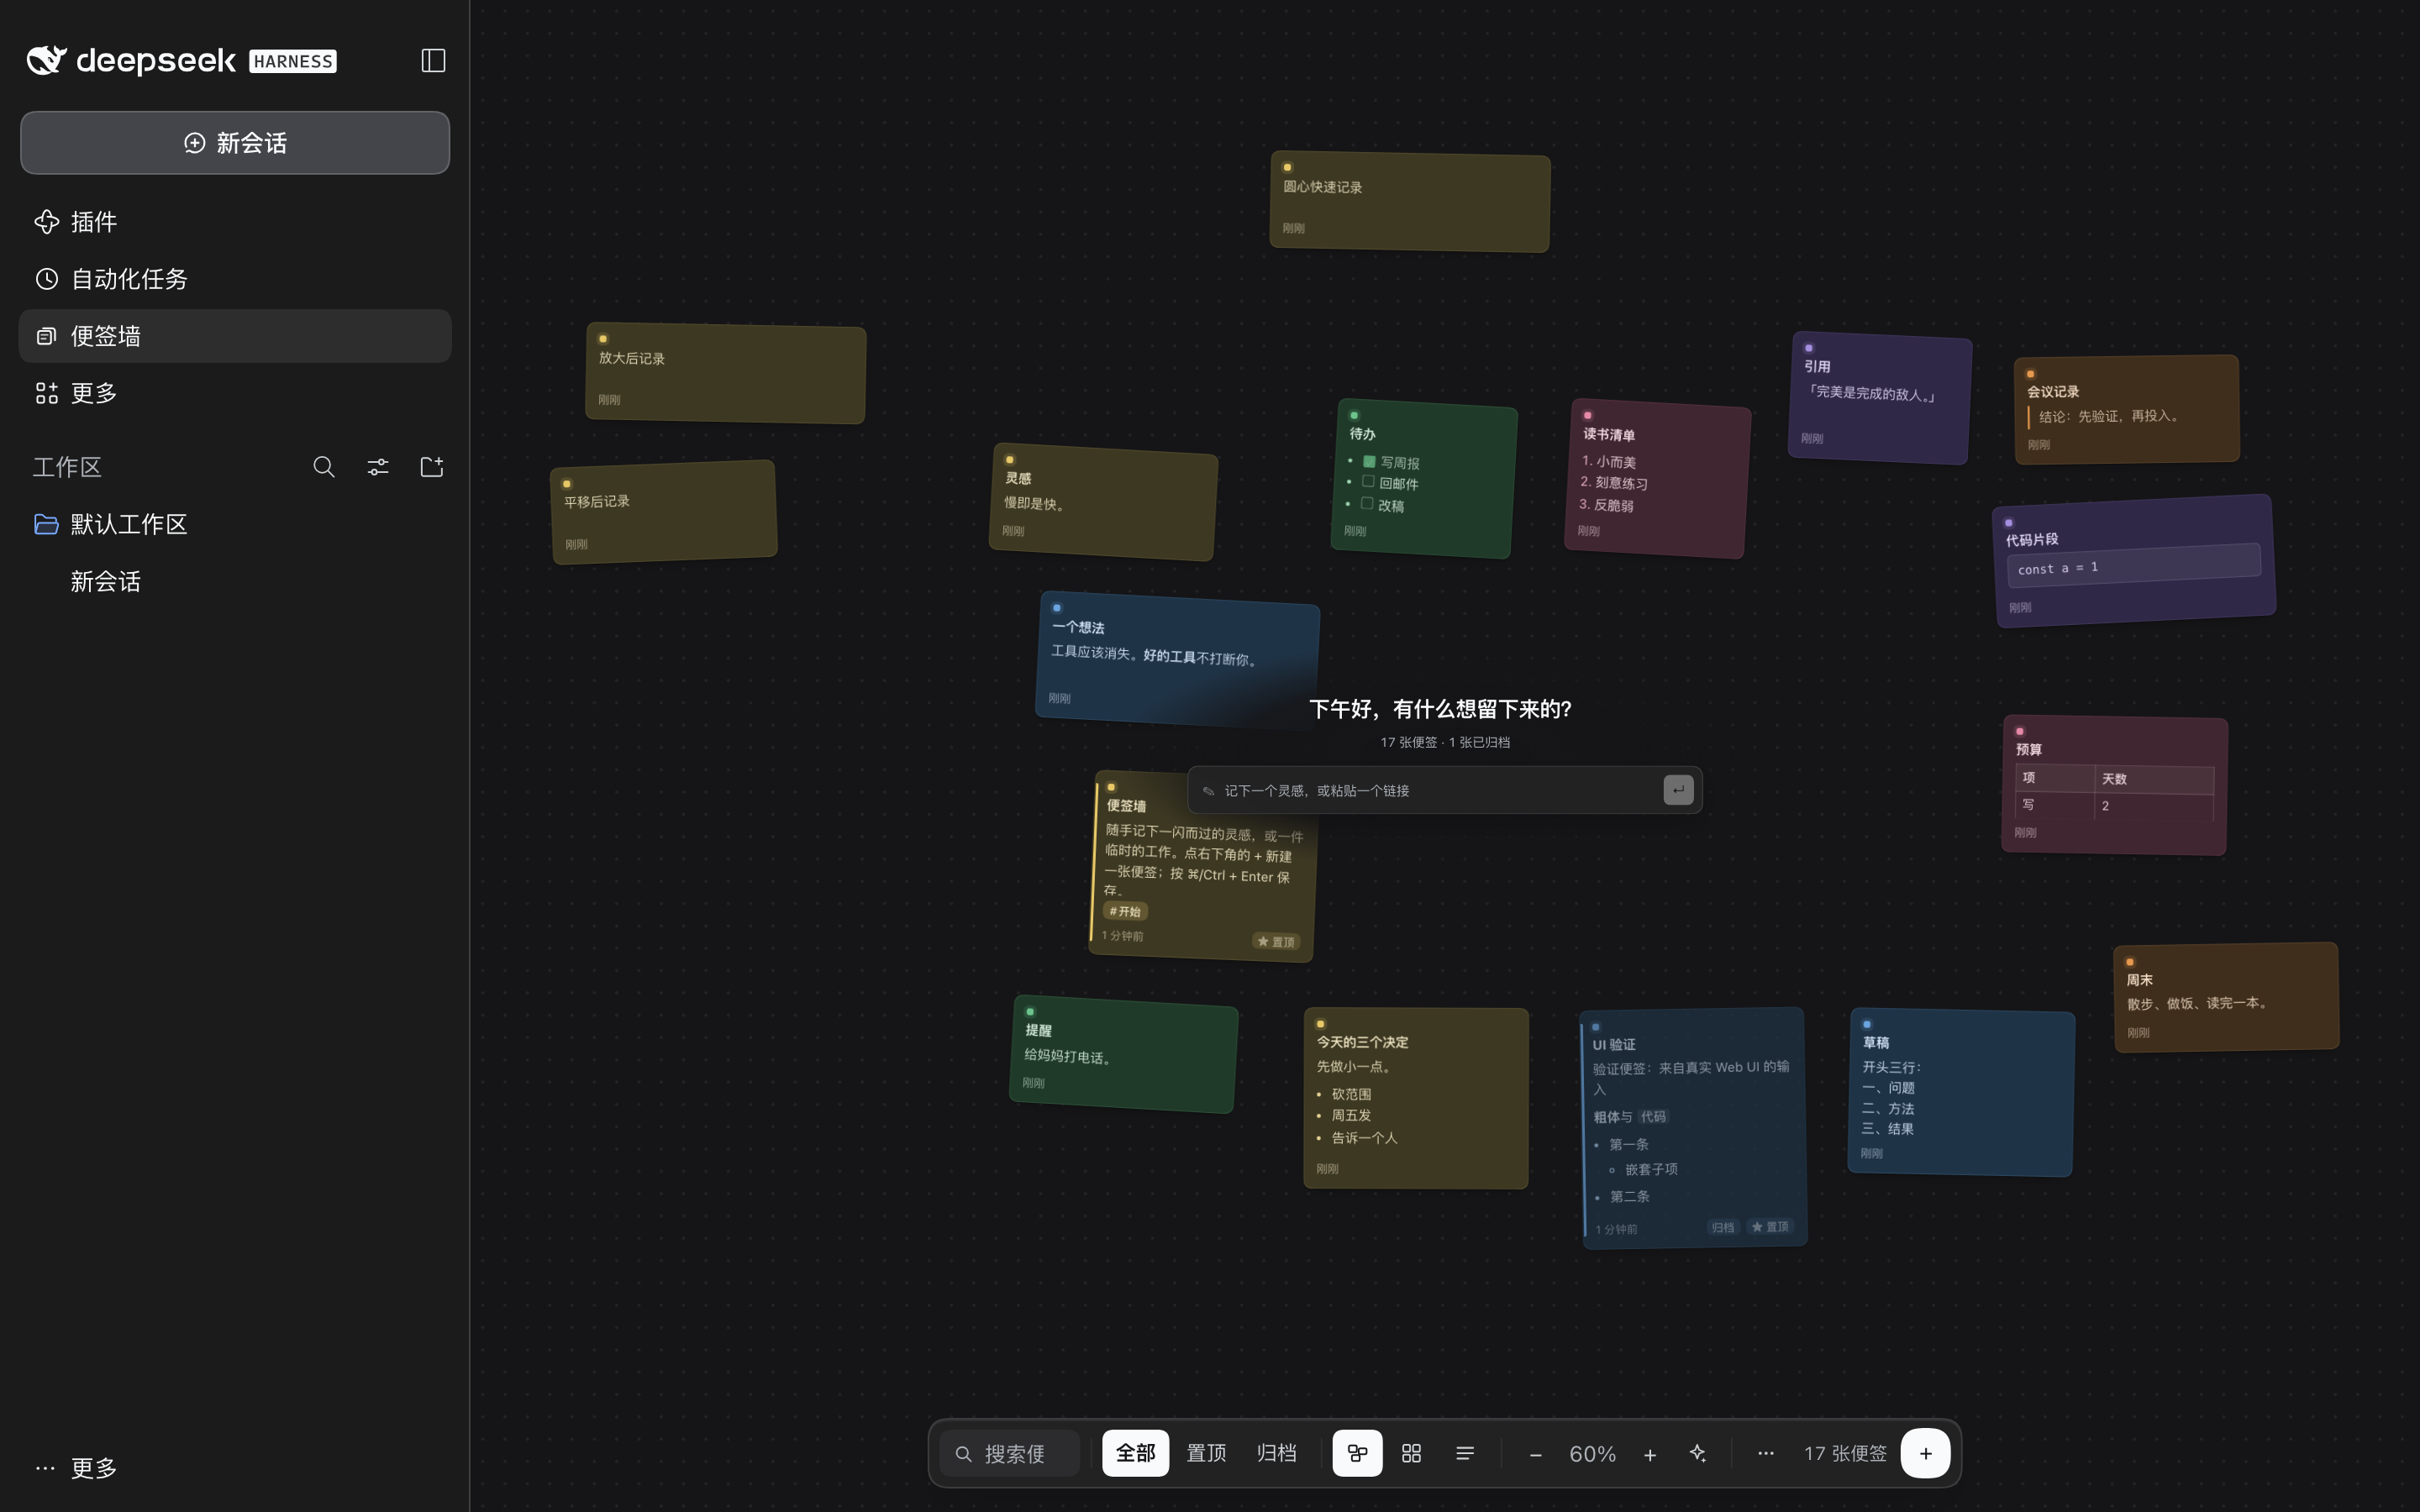 deepseek HARNESS
新会话
插件
自动化任务
便签墙
更多
工作区
默认工作区
新会话
更多
圆心快速记录
刚刚
放大后记录
刚刚
平移后记录
刚刚
灵感
慢即是快。
刚刚
待办
写周报
回邮件
改稿
刚刚
读书清单
1. 小而美
2. 刻意练习
3. 反脆弱
刚刚
引用
「完美是完成的敌人。」
刚刚
会议记录
结论：先验证，再投入。
刚刚
代码片段
const a = 1
刚刚
一个想法
工具应该消失。好的工具不打断你。
刚刚
下午好，有什么想留下来的?
17 张便签 · 1 张已归档
记下一个灵感，或粘贴一个链接
便签墙
随手记下一闪而过的灵感，或一件
临时的工作。点右下角的 + 新建
一张便签；按 ⌘/Ctrl + Enter 保
存。
# 开始
1 分钟前
置顶
预算
项 天数
写 2
刚刚
周末
散步、做饭、读完一本。
刚刚
提醒
给妈妈打电话。
刚刚
今天的三个决定
先做小一点。
砍范围
周五发
告诉一个人
刚刚
UI 验证
验证便签：来自真实 Web UI 的输
入
粗体与 代码
第一条
嵌套子项
第二条
1 分钟前
归档
置顶
草稿
开头三行：
一、问题
二、方法
三、结果
刚刚
搜索便
全部 置顶 归档
− 60% +
17 张便签
+